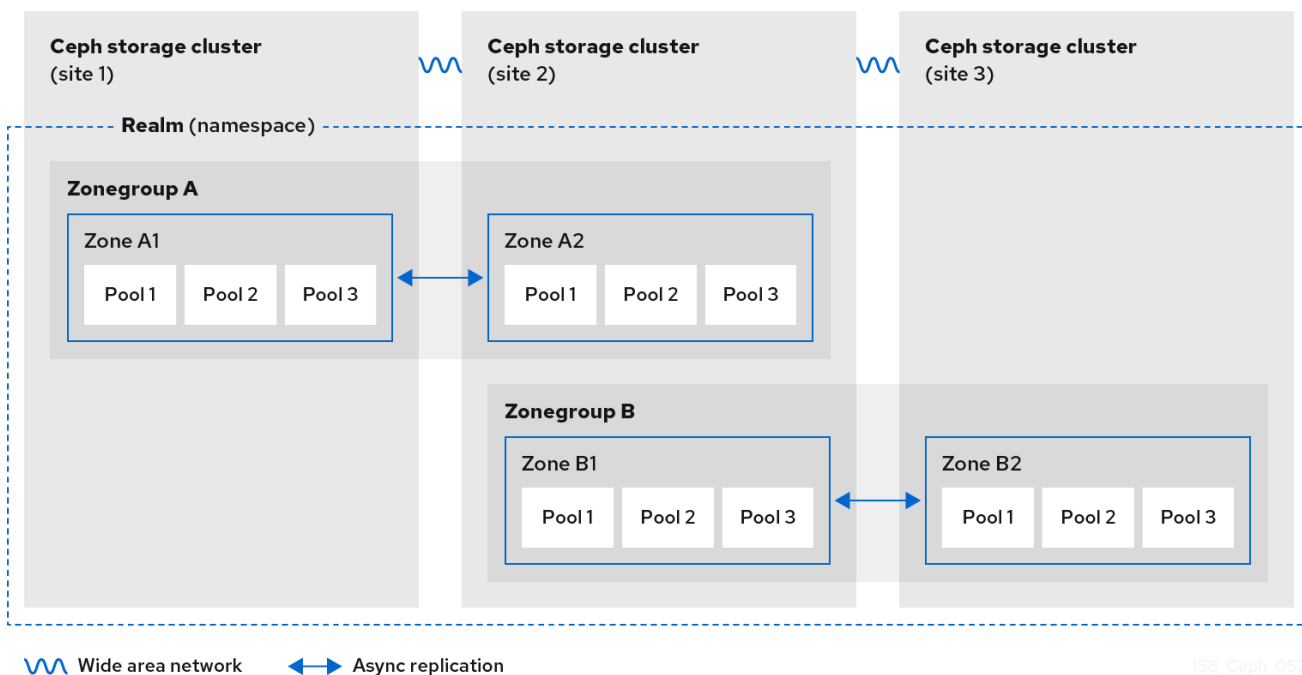 Ceph storage cluster
(site 1)
Ceph storage cluster
(site 2)
Ceph storage cluster
(site 3)
Realm (namespace)
Zonegroup A
Zone A1
Pool 1 Pool 2 Pool 3
Zone A2
Pool 1 Pool 2 Pool 3
Zonegroup B
Zone B1
Pool 1 Pool 2 Pool 3
Zone B2
Pool 1 Pool 2 Pool 3
Wide area network
Async replication
158_Ceph_052